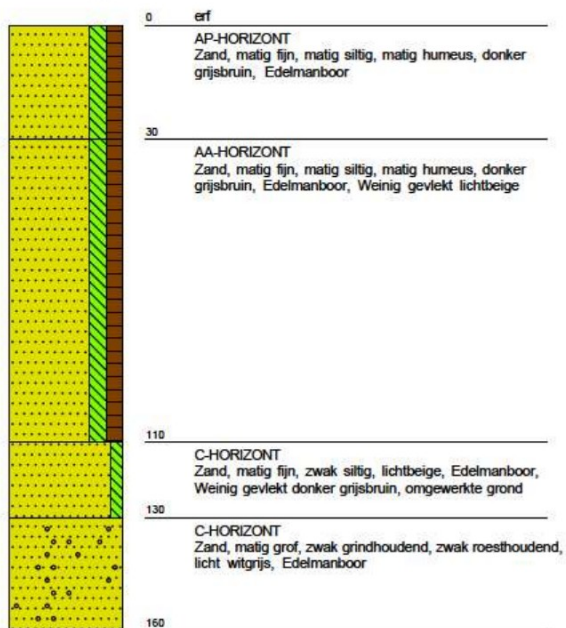 0 erf
AP-HORIZONT
Zand, matig fijn, matig siltig, matig humeus, donker
grijsbruin, Edelmanboor
30
AA-HORIZONT
Zand, matig fijn, matig siltig, matig humeus, donker
grijsbruin, Edelmanboor, Weinig gevlekt lichtbeige
110
C-HORIZONT
Zand, matig fijn, zwak siltig, lichtbeige, Edelmanboor,
Weinig gevlekt donker grijsbruin, omgewerkte grond
130
C-HORIZONT
Zand, matig grof, zwak grindhoudend, zwak roesthoudend,
licht witgrijs, Edelmanboor
160